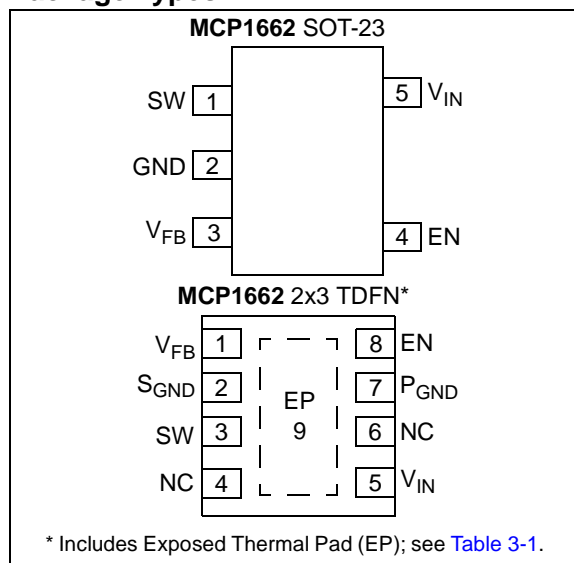 MCP1662 SOT-23
SW 1
5 VIN
GND 2
VFB 3
4 EN
MCP1662 2x3 TDFN*
VFB 1
8 EN
SGND 2
7 PGND
EP
9
SW 3
6 NC
NC 4
5 VIN
* Includes Exposed Thermal Pad (EP); see Table 3-1.